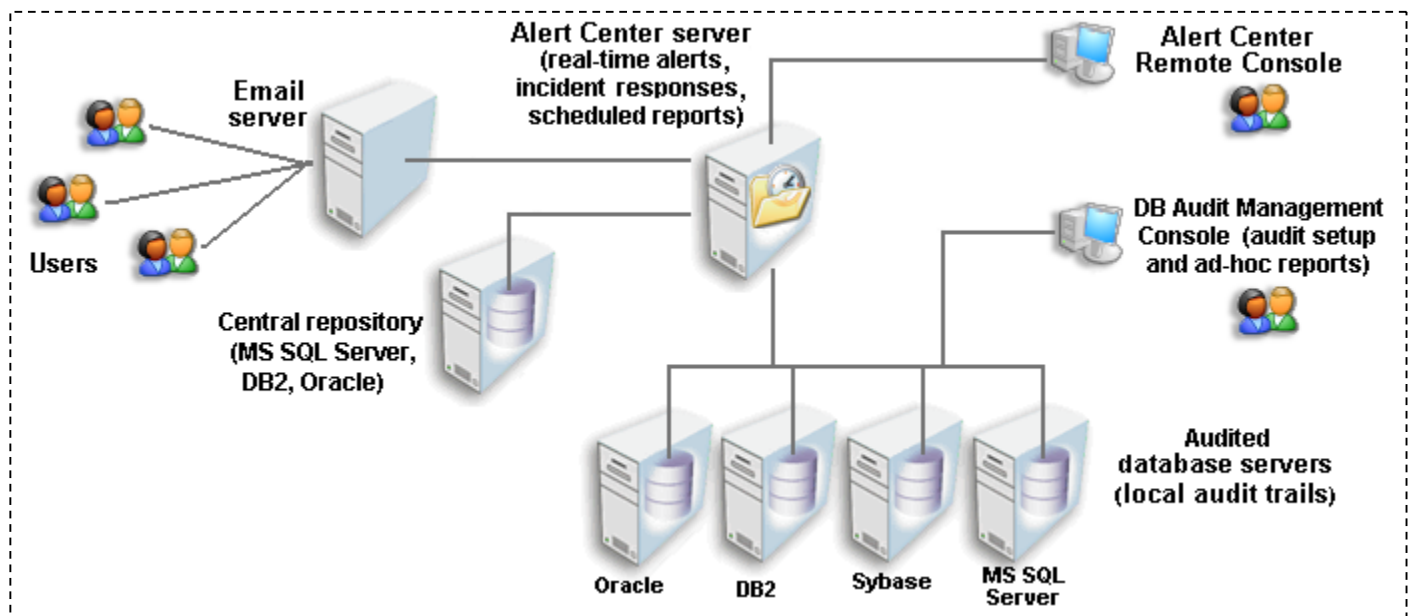 Alert Center server
(real-time alerts,
incident responses,
scheduled reports)
Alert Center
Remote Console
Email
server
Users
DB Audit Management
Console (audit setup
and ad-hoc reports)
Central repository
(MS SQL Server,
DB2, Oracle)
Audited
database servers
(local audit trails)
Oracle
DB2
Sybase
MS SQL
Server